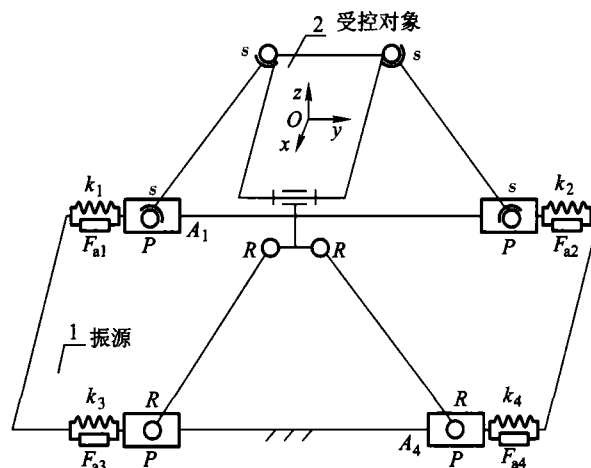 2 受控对象
s s
z
O y
x
s s
k1 k2
Fa1 P A1 P Fa2
R R
1 振源
k3 R R k4
Fa3 P A4 P Fa4